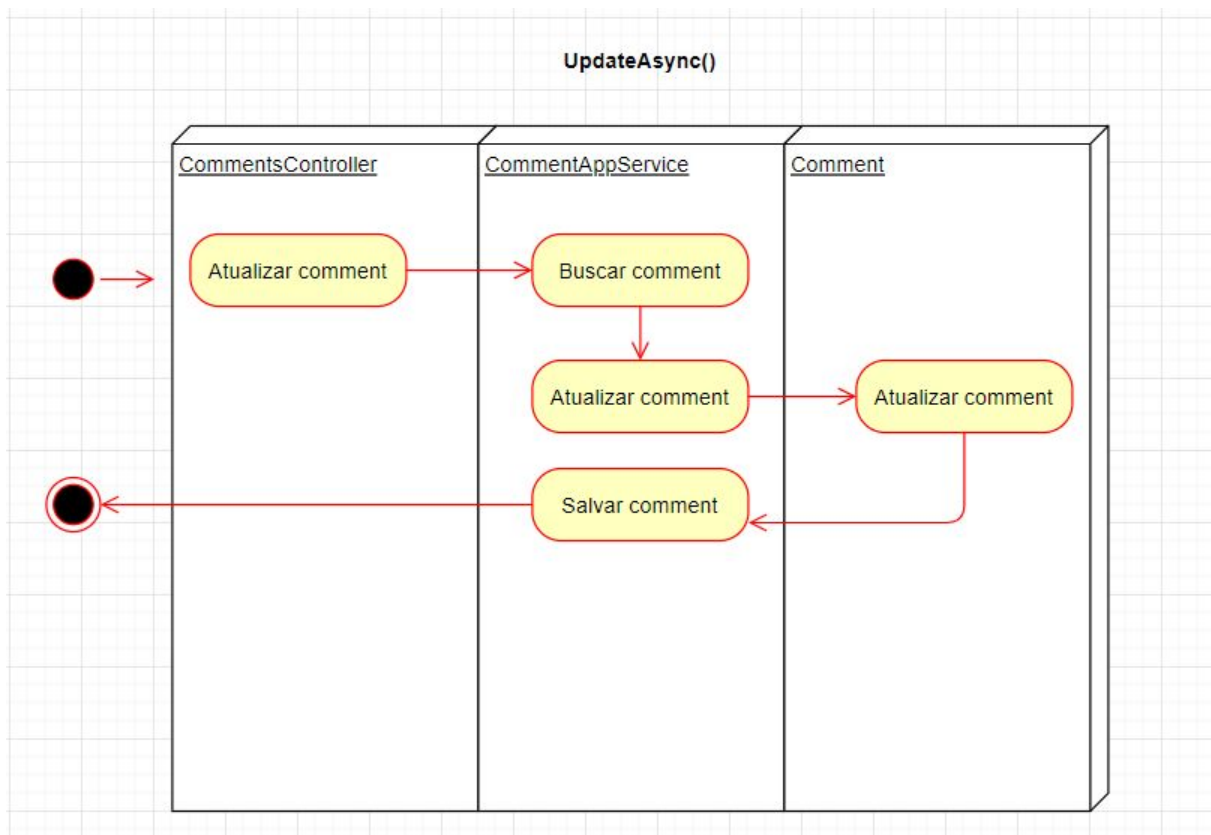 UpdateAsync()
CommentsController
CommentAppService
Comment
Atualizar comment
Buscar comment
Atualizar comment
Atualizar comment
Salvar comment